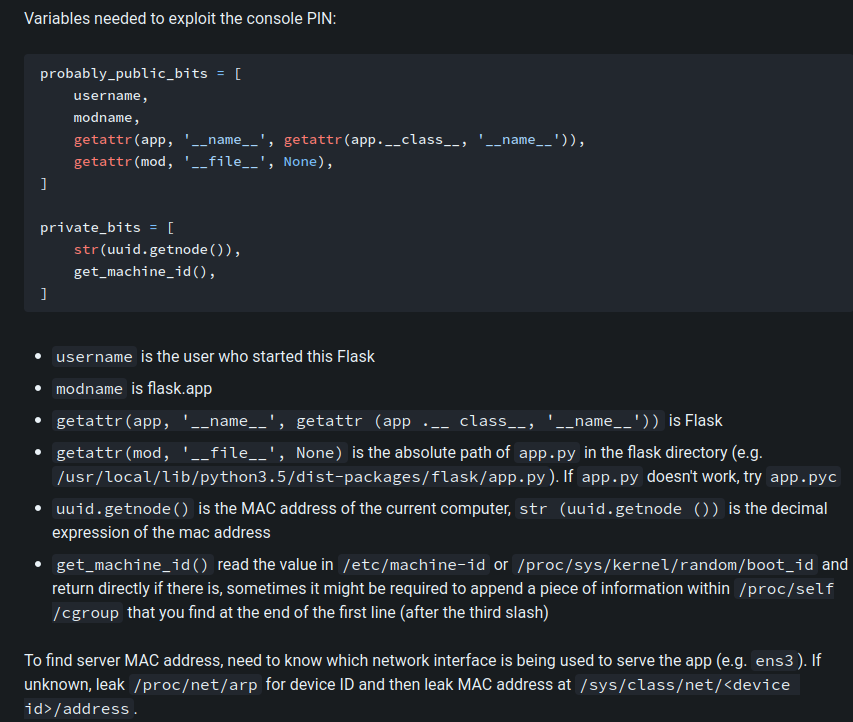 Variables needed to exploit the console PIN:
probably_public_bits = [
    username,
    modname,
    getattr(app, '__name__', getattr(app.__class__, '__name__')),
    getattr(mod, '__file__', None),
]
private_bits = [
    str(uuid.getnode()),
    get_machine_id(),
]
• username is the user who started this Flask
• modname is flask.app
• getattr(app, '__name__', getattr (app .__ class__, '__name__')) is Flask
• getattr(mod, '__file__', None) is the absolute path of app.py in the flask directory (e.g.
/usr/local/lib/python3.5/dist-packages/flask/app.py). If app.py doesn't work, try app.pyc
• uuid.getnode() is the MAC address of the current computer, str (uuid.getnode ()) is the decimal
expression of the mac address
• get_machine_id() read the value in /etc/machine-id or /proc/sys/kernel/random/boot_id and
return directly if there is, sometimes it might be required to append a piece of information within /proc/self
/cgroup that you find at the end of the first line (after the third slash)
To find server MAC address, need to know which network interface is being used to serve the app (e.g. ens3). If
unknown, leak /proc/net/arp for device ID and then leak MAC address at /sys/class/net/<device
id>/address.